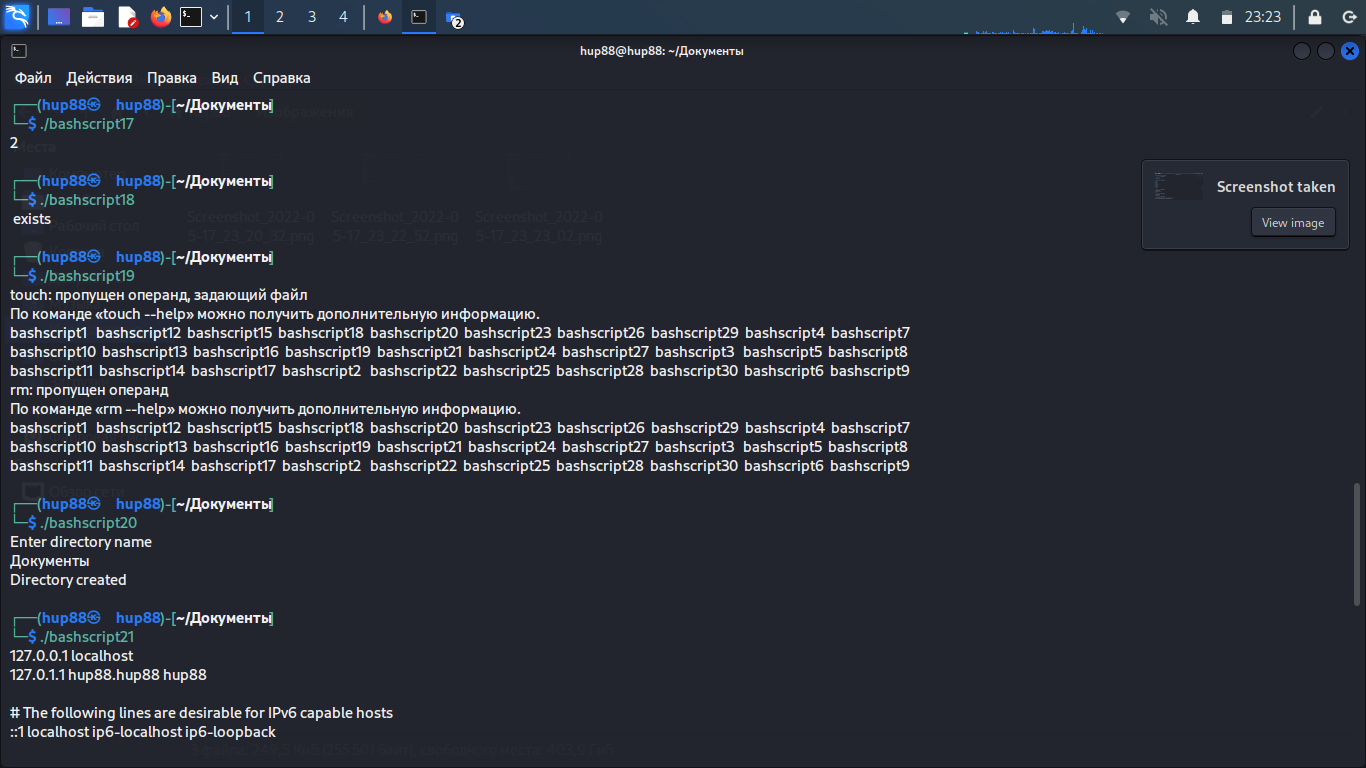 1 2 3 4 2 23:23
hup88@hup88: ~/Документы
Файл Действия Правка Вид Справка
┌──(hup88㉿ hup88)-[~/Документы]
└─$ ./bashscript17
2
┌──(hup88㉿ hup88)-[~/Документы]
└─$ ./bashscript18
exists
Screenshot taken
View image
Рабочий стол
Screenshot_2022-0 Screenshot_2022-0 Screenshot_2022-0
5-17_23_20_32.png 5-17_23_22_52.png 5-17_23_23_02.png
┌──(hup88㉿ hup88)-[~/Документы]
└─$ ./bashscript19
touch: пропущен операнд, задающий файл
По команде «touch --help» можно получить дополнительную информацию.
bashscript1 bashscript12 bashscript15 bashscript18 bashscript20 bashscript23 bashscript26 bashscript29 bashscript4 bashscript7
bashscript10 bashscript13 bashscript16 bashscript19 bashscript21 bashscript24 bashscript27 bashscript3 bashscript5 bashscript8
bashscript11 bashscript14 bashscript17 bashscript2 bashscript22 bashscript25 bashscript28 bashscript30 bashscript6 bashscript9
rm: пропущен операнд
По команде «rm --help» можно получить дополнительную информацию.
bashscript1 bashscript12 bashscript15 bashscript18 bashscript20 bashscript23 bashscript26 bashscript29 bashscript4 bashscript7
bashscript10 bashscript13 bashscript16 bashscript19 bashscript21 bashscript24 bashscript27 bashscript3 bashscript5 bashscript8
bashscript11 bashscript14 bashscript17 bashscript2 bashscript22 bashscript25 bashscript28 bashscript30 bashscript6 bashscript9
┌──(hup88㉿ hup88)-[~/Документы]
└─$ ./bashscript20
Enter directory name
Документы
Directory created
┌──(hup88㉿ hup88)-[~/Документы]
└─$ ./bashscript21
127.0.0.1 localhost
127.0.1.1 hup88.hup88 hup88
# The following lines are desirable for IPv6 capable hosts
::1 localhost ip6-localhost ip6-loopback